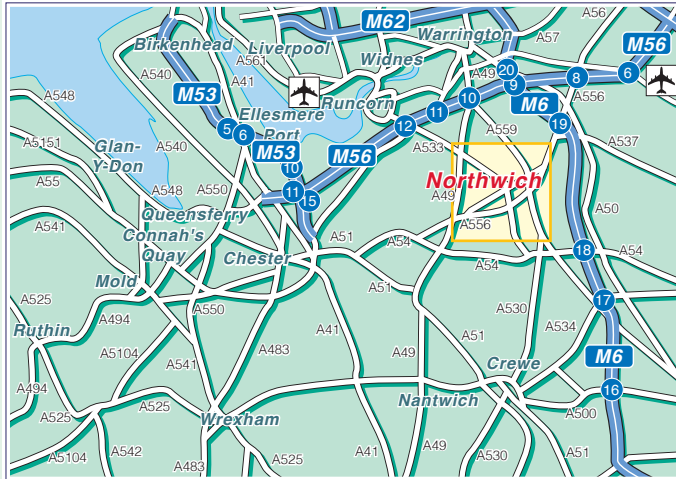 M62
A56
Birkenhead
Liverpool
Warrington
A57
A540
A561
Widnes
M56
A41
A49
20
8
6
A548
M53
9
A556
Ellesmere
Port
Runcorn
10
M6
11
12
19
5
6
A559
A537
A5151
Glan-
Y-Don
A540
M53
M56
A533
10
Northwich
A55
A548
A550
11
15
A49
A50
A541
Queensferry
Connah's
Quay
A556
A51
A54
18
A54
Chester
A54
Mold
A51
17
A525
A550
A530
A494
A41
A534
Ruthin
A5104
A541
A483
A49
A51
M6
Crewe
A494
16
A525
A525
Nantwich
A500
Wrexham
A542
A5104
A483
A525
A41
A49
A530
A51